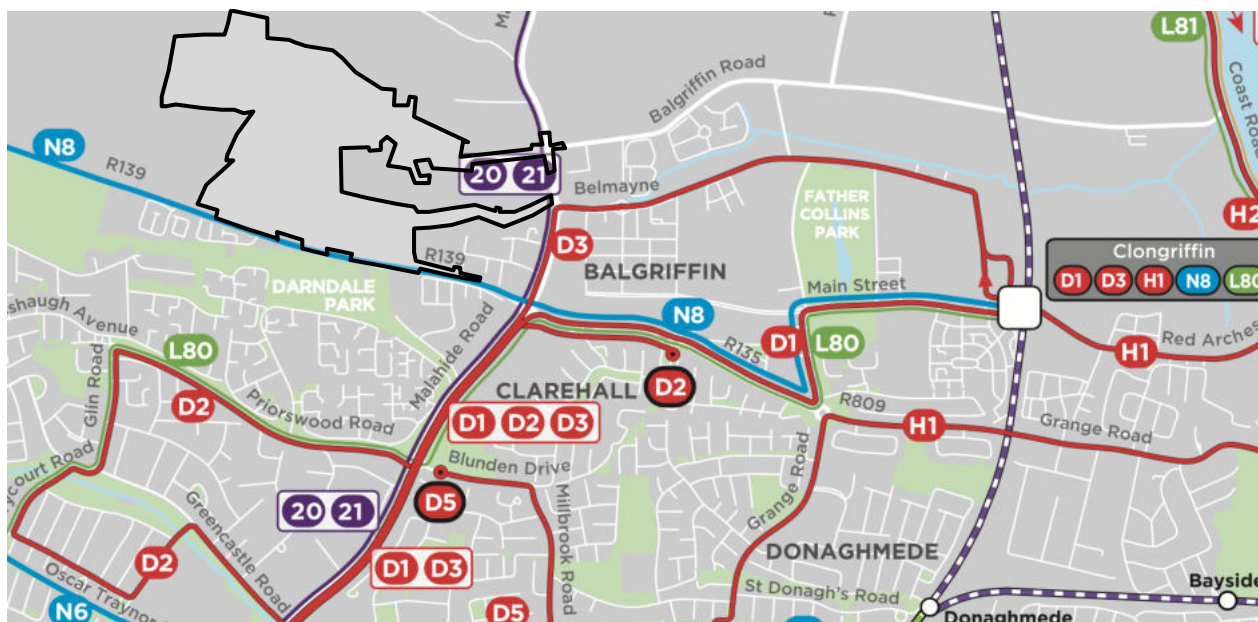 L81
Coast Road
Balgriffin Road
N8
R139
20 21
Belmayne
FATHER
COLLINS
PARK
H2
D3
R139
BALGRIFFIN
Clongriffin
D1 D3 H1 N8 L80
DARNDALE
PARK
Main Street
N8
Malahide Road
R135
D1
L80
Red Arches
H1
shaugh Avenue
L80
CLAREHALL
D2
Glin Road
D2
Priorswood Road
R809
D1 D2 D3
H1
Grange Road
Blunden Drive
rycourt Road
D5
Grange Road
20 21
Millbrook Road
Greencastle Road
DONAGHMEDE
D2
D1 D3
Oscar Traynor
St Donagh's Road
Bayside
N6
D5
Donaghmede